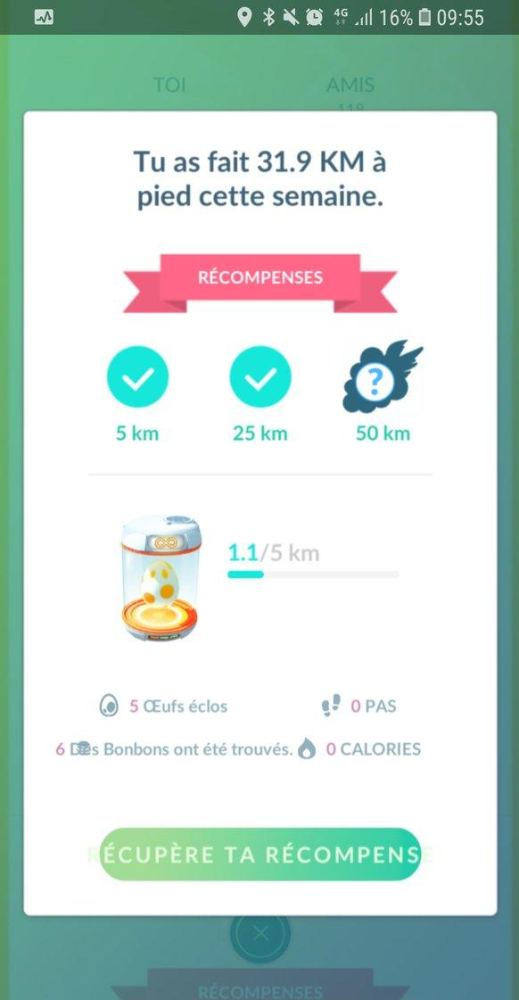 4G 16% 09:55
TOI AMIS
118
Tu as fait 31.9 KM à
pied cette semaine.
RÉCOMPENSES
?
5 km 25 km 50 km
1.1/5 km
5 Œufs éclos 0 PAS
6 Des Bonbons ont été trouvés. 0 CALORIES
RÉCUPÈRE TA RÉCOMPENSE
RÉCOMPENSES